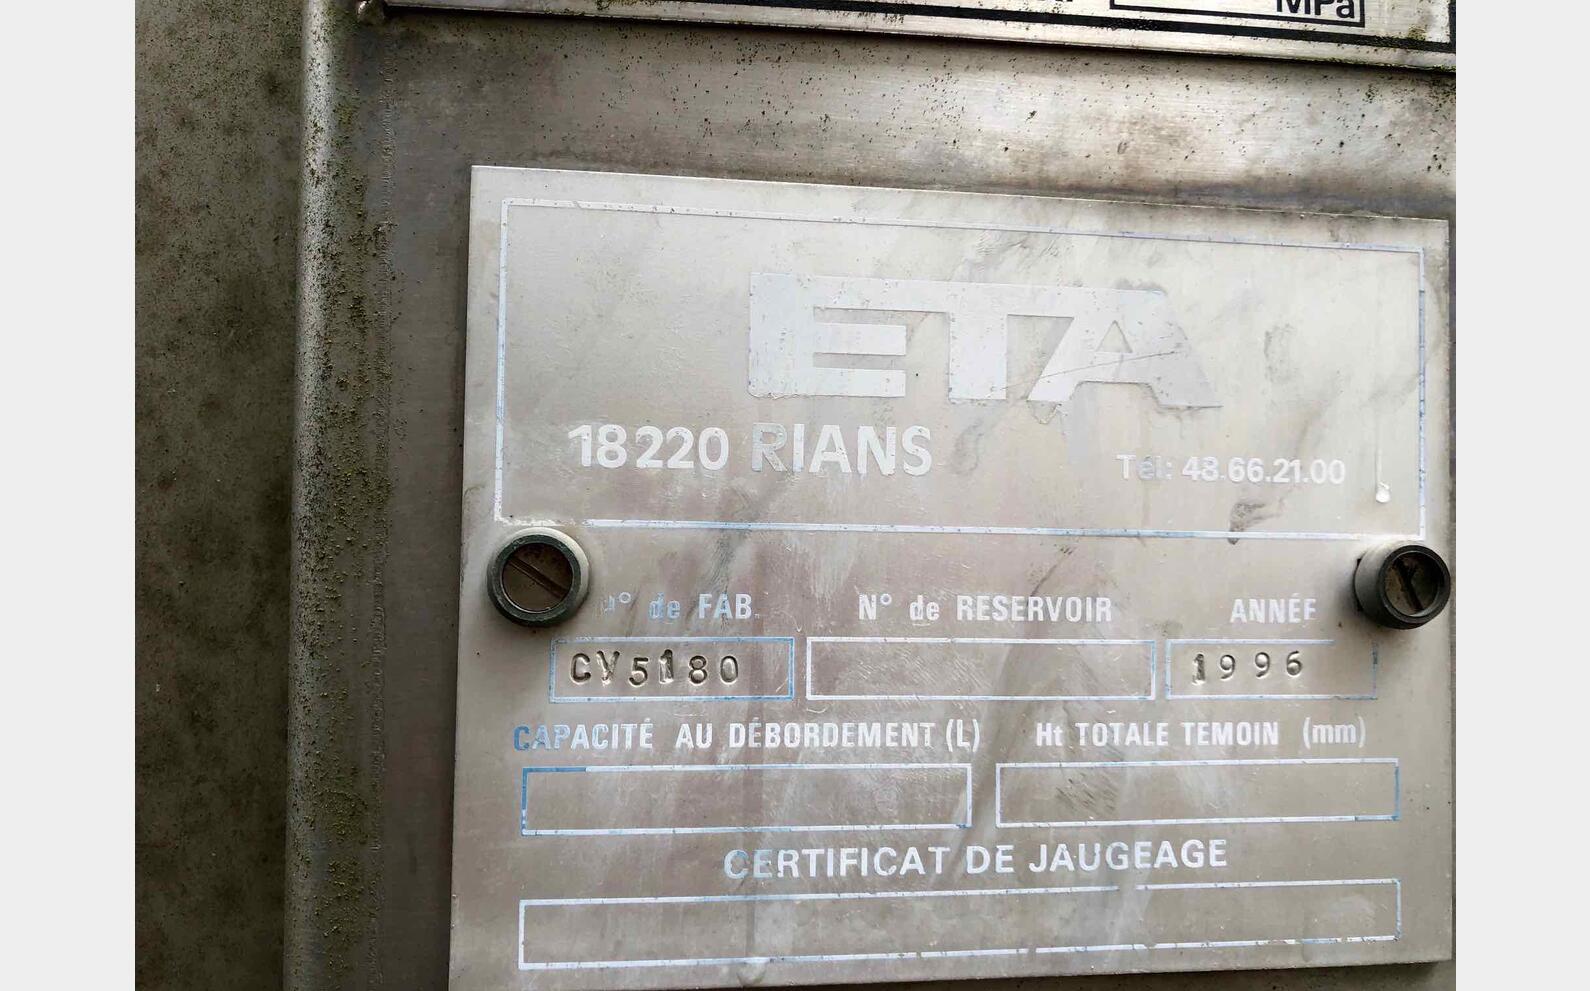 MPa
ETA
18220 RIANS Tél: 48.66.21.00
N° de FAB. N° de RESERVOIR ANNÉE
CV5180 1996
CAPACITÉ AU DÉBORDEMENT (L) Ht TOTALE TEMOIN (mm)
CERTIFICAT DE JAUGEAGE